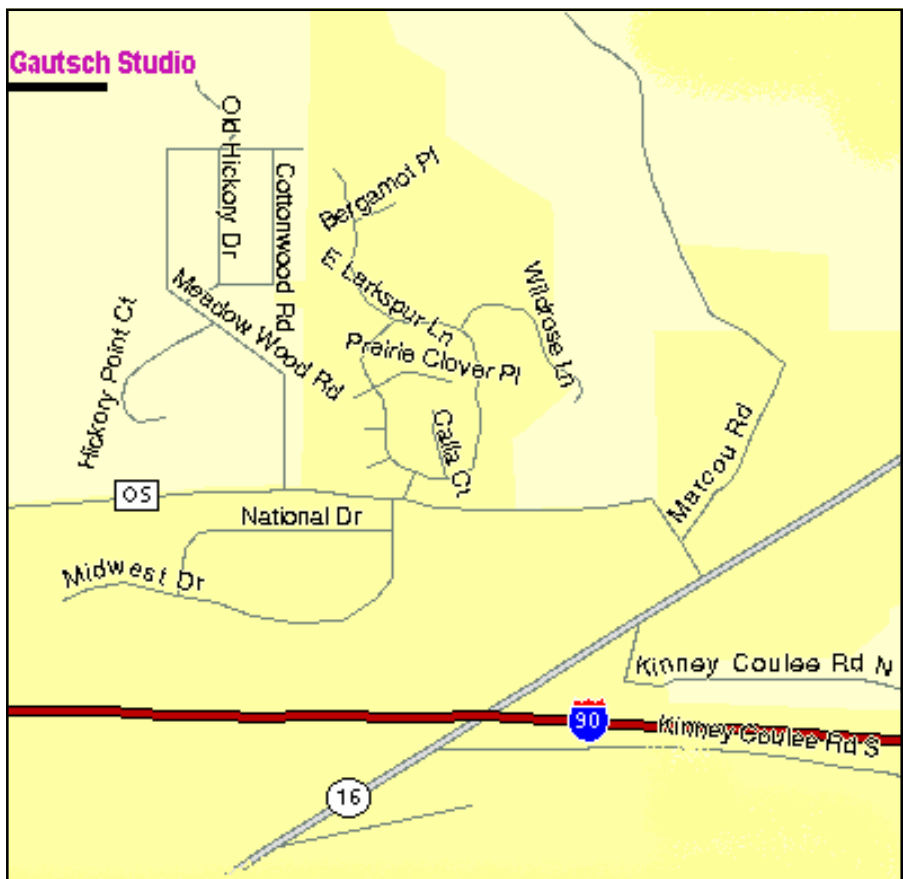 Gautsch Studio
Old Hickory Dr
Cottonwood Rd
Bergamot Pl
E Larkspur Ln
Wildrose Ln
Meadow Wood Rd
Prairie Clover Pl
Hickory Point Ct
Calla Ct
Marcou Rd
OS
National Dr
Midwest Dr
Kinney Coulee Rd N
90
Kinney Coulee Rd S
16